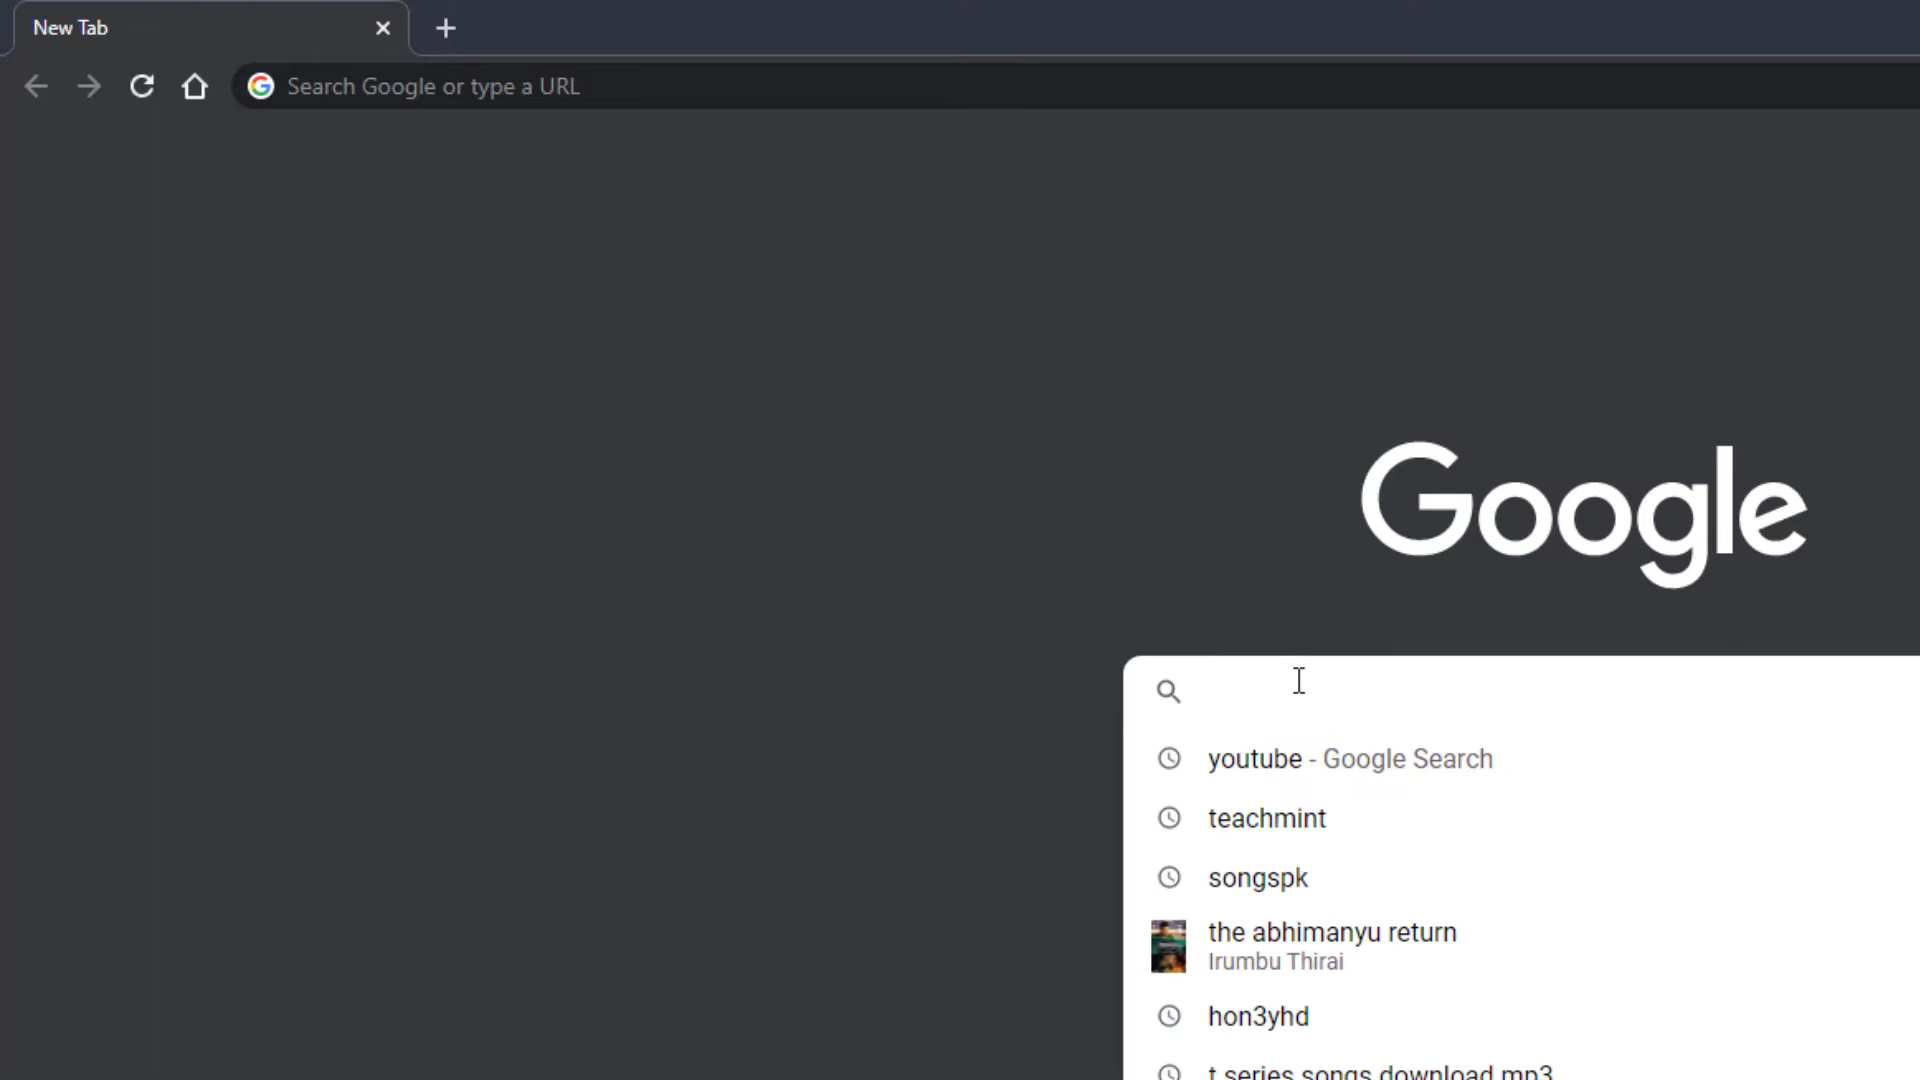 New Tab
Search Google or type a URL
Google
youtube - Google Search
teachmint
songspk
the abhimanyu return
Irumbu Thirai
hon3yhd
t series songs download mp3